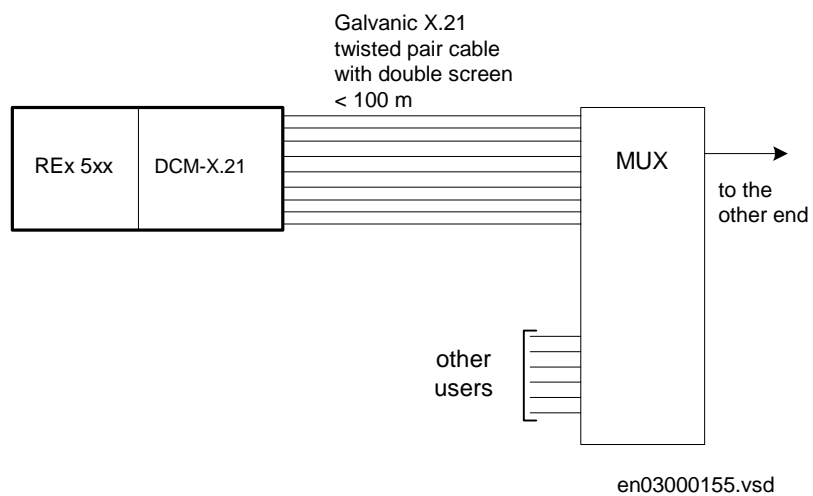 Galvanic X.21
twisted pair cable
with double screen
< 100 m
REx 5xx
DCM-X.21
MUX
to the
other end
other
users
en03000155.vsd